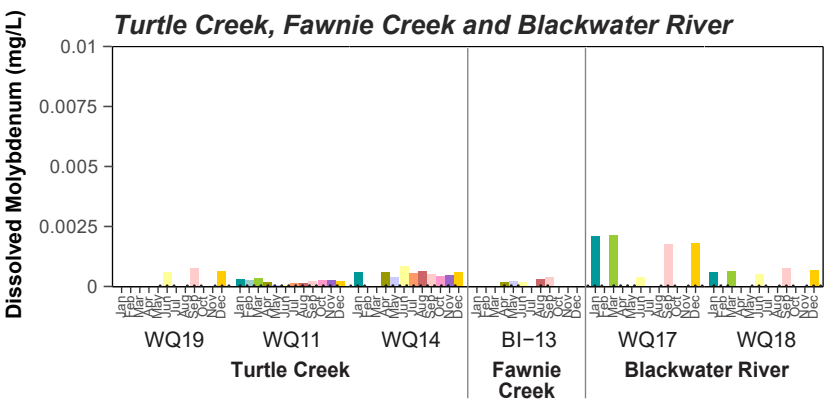 Turtle Creek, Fawnie Creek and Blackwater River
Dissolved Molybdenum (mg/L)
0.01
0.0075
0.005
0.0025
0
Jan Feb Mar Apr May Jun Jul Aug Sep Oct Nov Dec
Jan Feb Mar Apr May Jun Jul Aug Sep Oct Nov Dec
Jan Feb Mar Apr May Jun Jul Aug Sep Oct Nov Dec
Jan Feb Mar Apr May Jun Jul Aug Sep Oct Nov Dec
Jan Feb Mar Apr May Jun Jul Aug Sep Oct Nov Dec
Jan Feb Mar Apr May Jun Jul Aug Sep Oct Nov Dec
WQ19 WQ11 WQ14 BI−13 WQ17 WQ18
Turtle Creek Fawnie Blackwater River
Creek